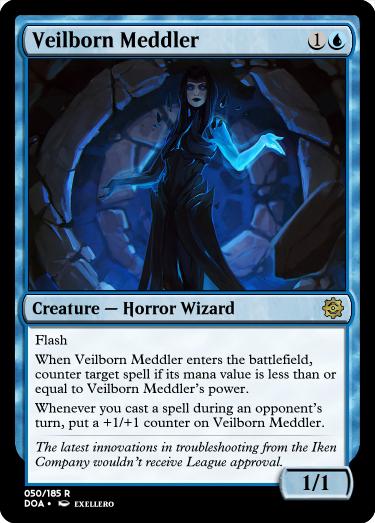 Veilborn Meddler 1
Creature — Horror Wizard
Flash
When Veilborn Meddler enters the battlefield,
counter target spell if its mana value is less than or
equal to Veilborn Meddler's power.
Whenever you cast a spell during an opponent's
turn, put a +1/+1 counter on Veilborn Meddler.
The latest innovations in troubleshooting from the Iken
Company wouldn't receive League approval.
1/1
050/185 R
DOA • EXELLERO